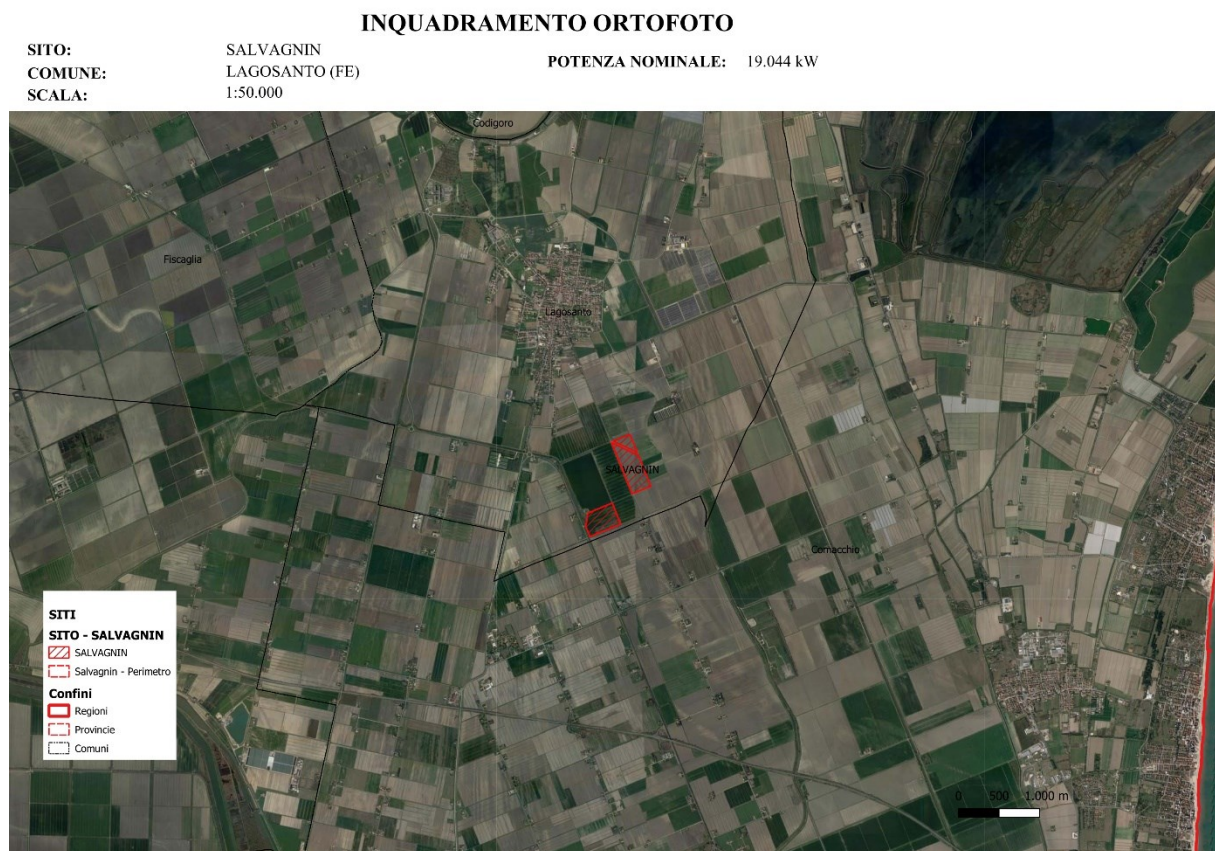 INQUADRAMENTO ORTOFOTO
SITO: SALVAGNIN
COMUNE: LAGOSANTO (FE)
SCALA: 1:50.000
POTENZA NOMINALE: 19.044 kW
Codigoro
Fiscaglia
Lagosanto
SALVAGNIN
Comacchio
SITI
SITO - SALVAGNIN
SALVAGNIN
Salvagnin - Perimetro
Confini
Regioni
Provincie
Comuni
0 500 1.000 m